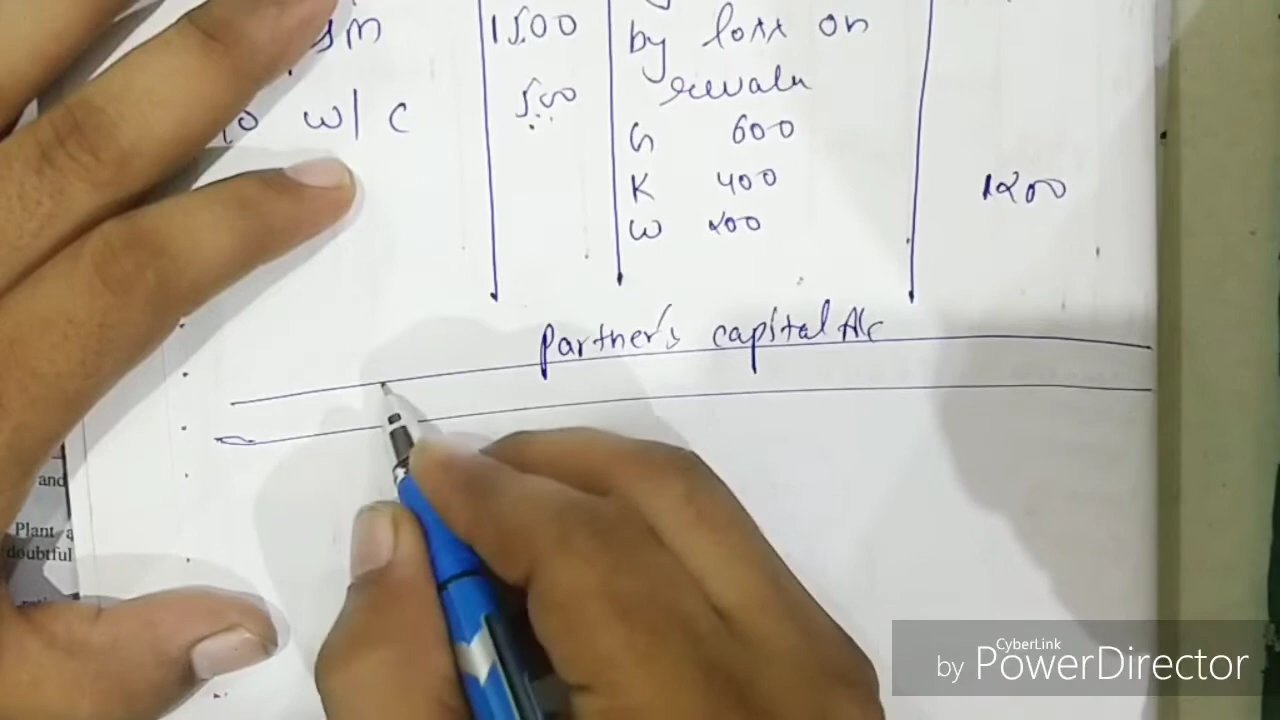 1500
by loss on
revalu
500
w/c
G 600
K 400
1200
W 200
Partner's capital A/c
and
Plant a
doubtful
CyberLink
by PowerDirector